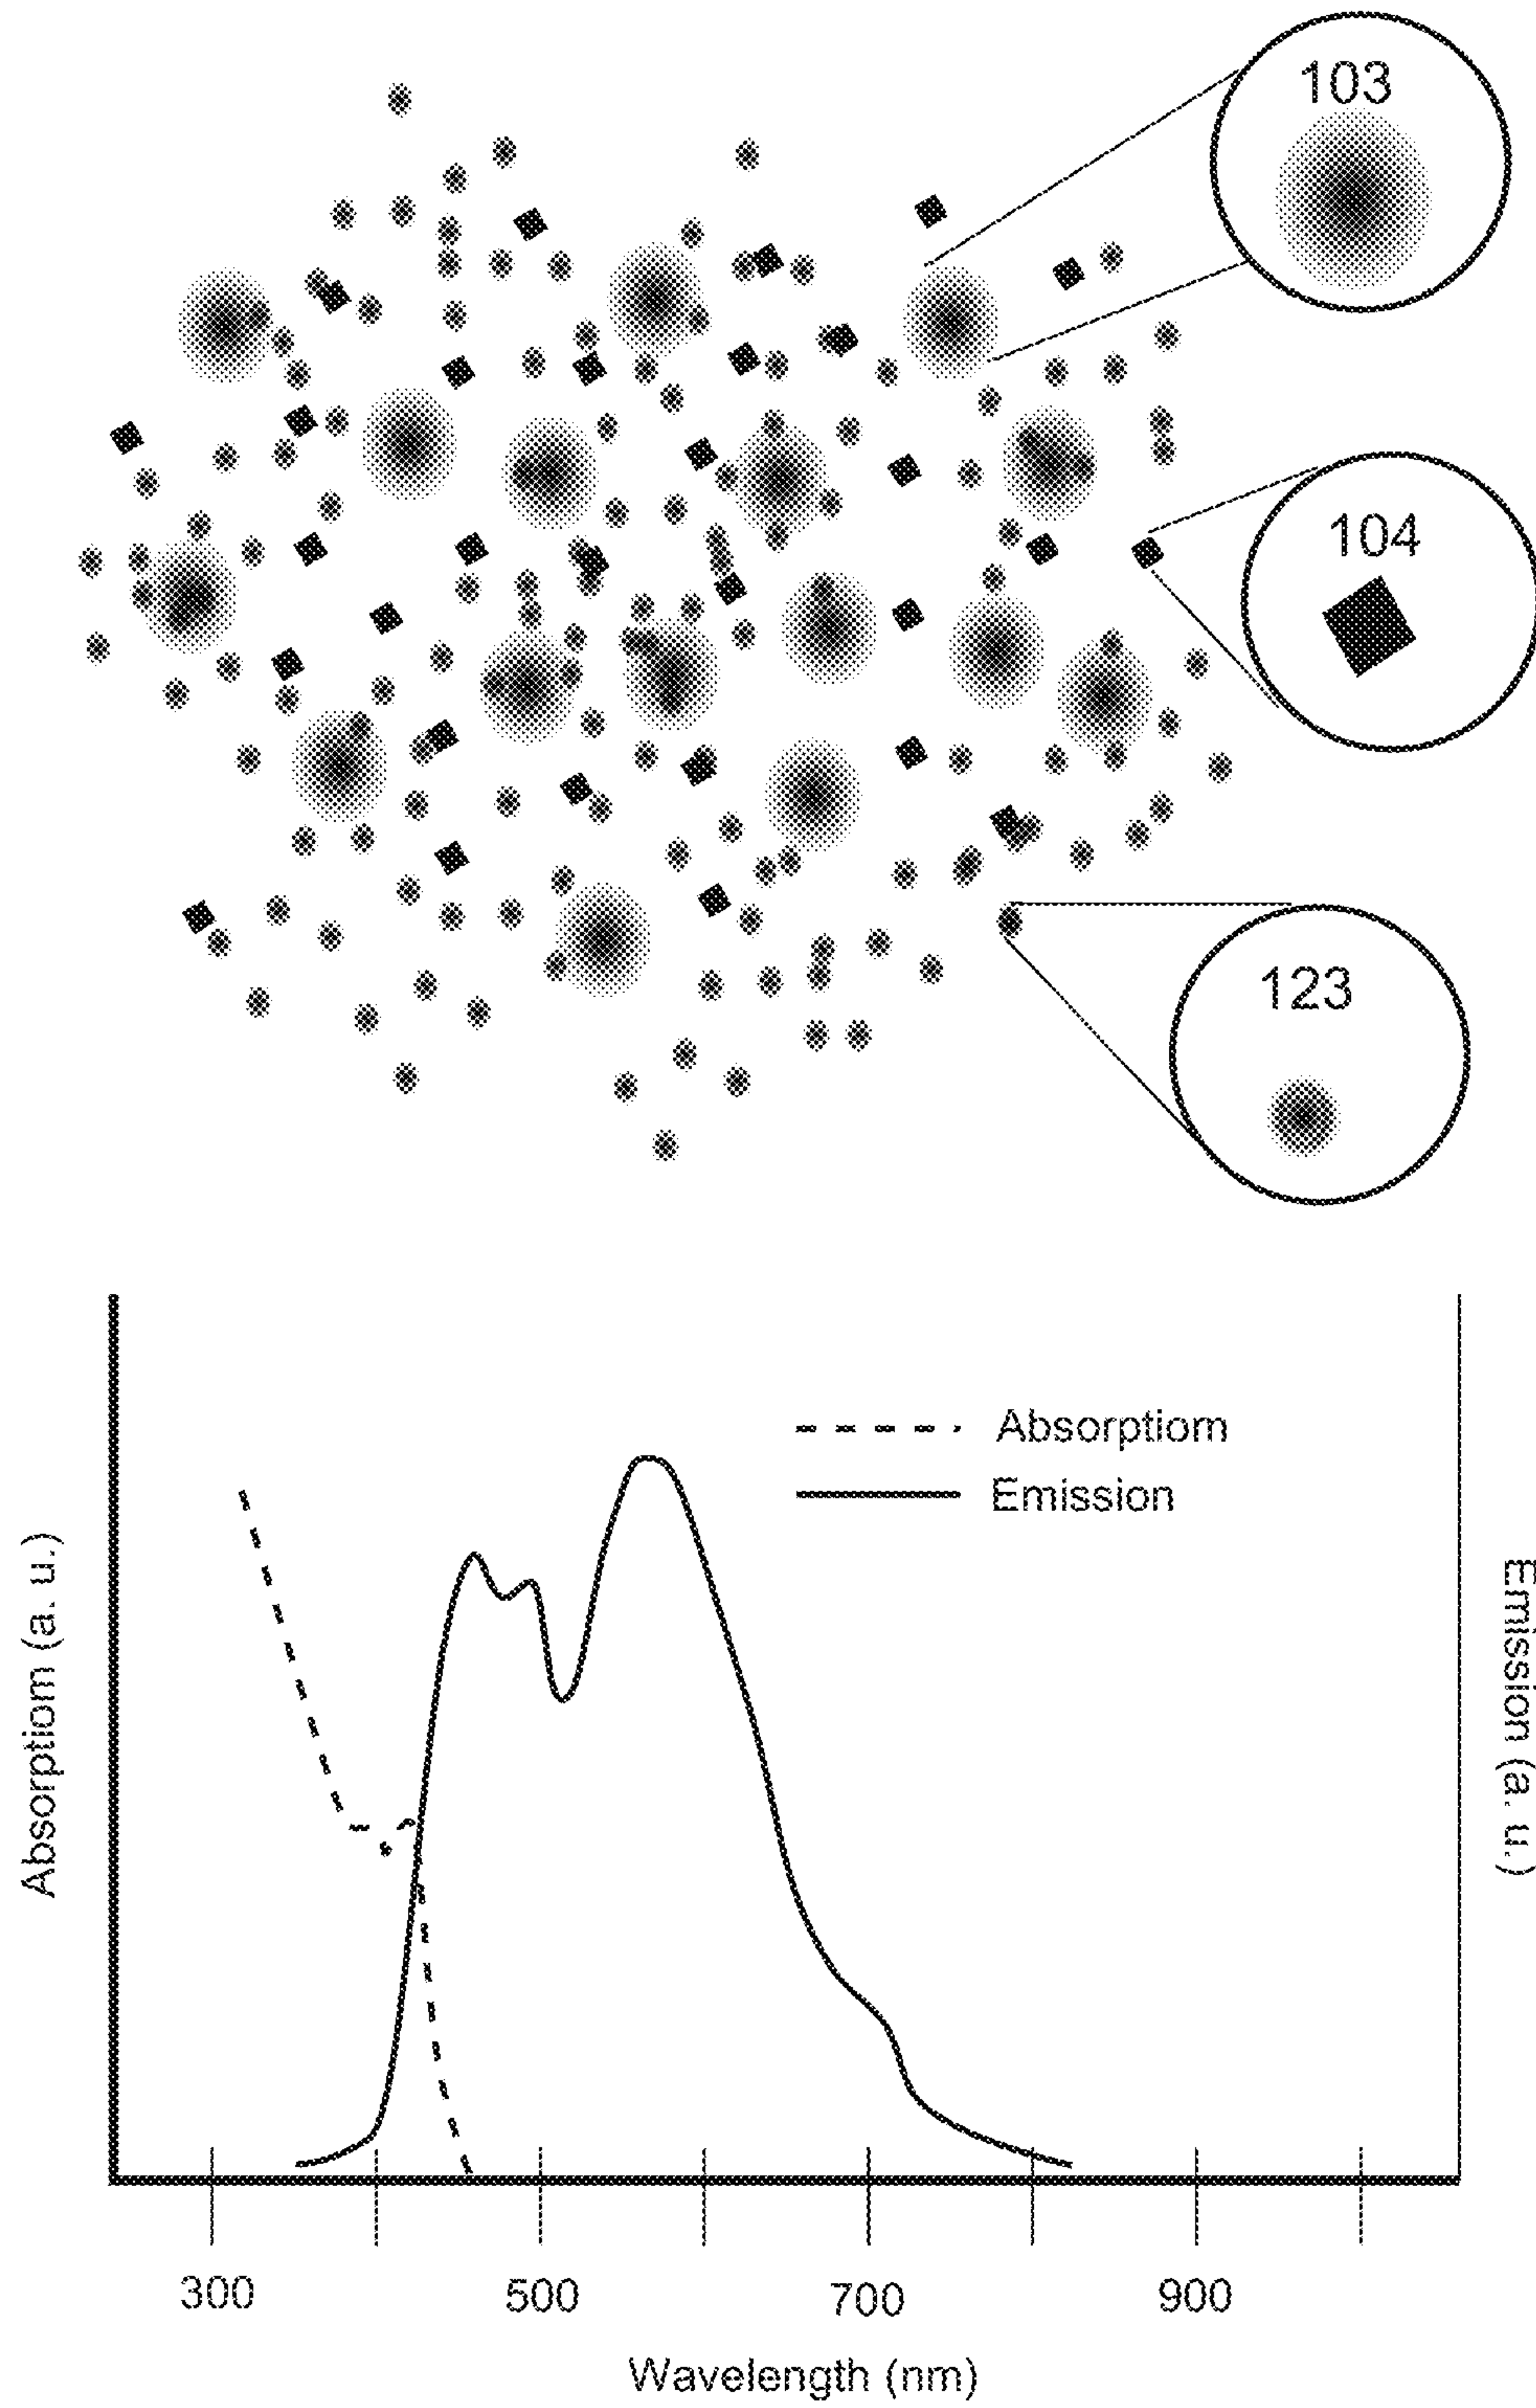 103
104
123
Absorptiom
Emission
Absorptiom (a. u.)
Emission (a. u.)
300 500 700 900
Wavelength (nm)